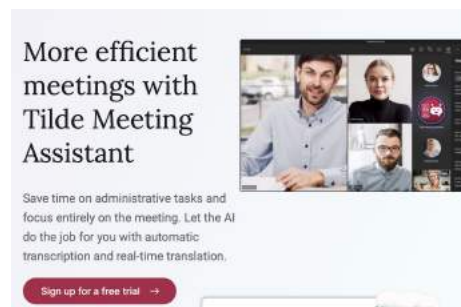 More efficient
meetings with
Tilde Meeting
Assistant
Save time on administrative tasks and
focus entirely on the meeting. Let the AI
do the job for you with automatic
transcription and real-time translation.
Sign up for a free trial →